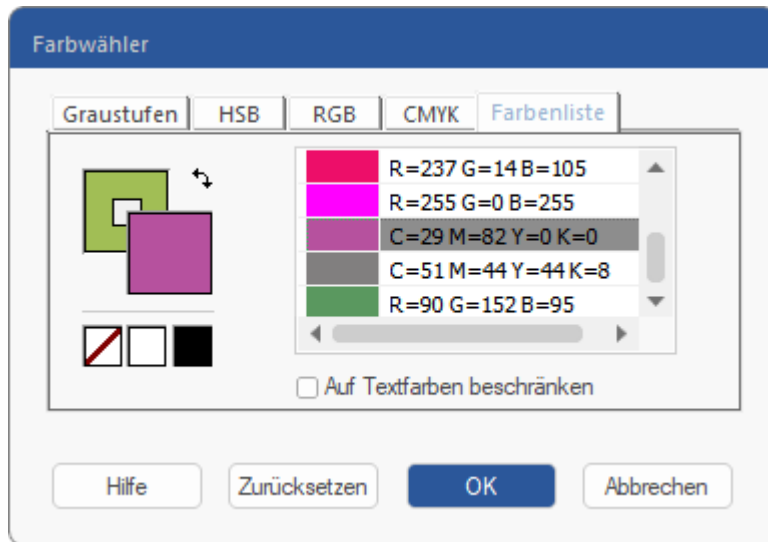 Farbwähler
Graustufen HSB RGB CMYK Farbenliste
R=237 G=14 B=105
R=255 G=0 B=255
C=29 M=82 Y=0 K=0
C=51 M=44 Y=44 K=8
R=90 G=152 B=95
Auf Textfarben beschränken
Hilfe Zurücksetzen OK Abbrechen